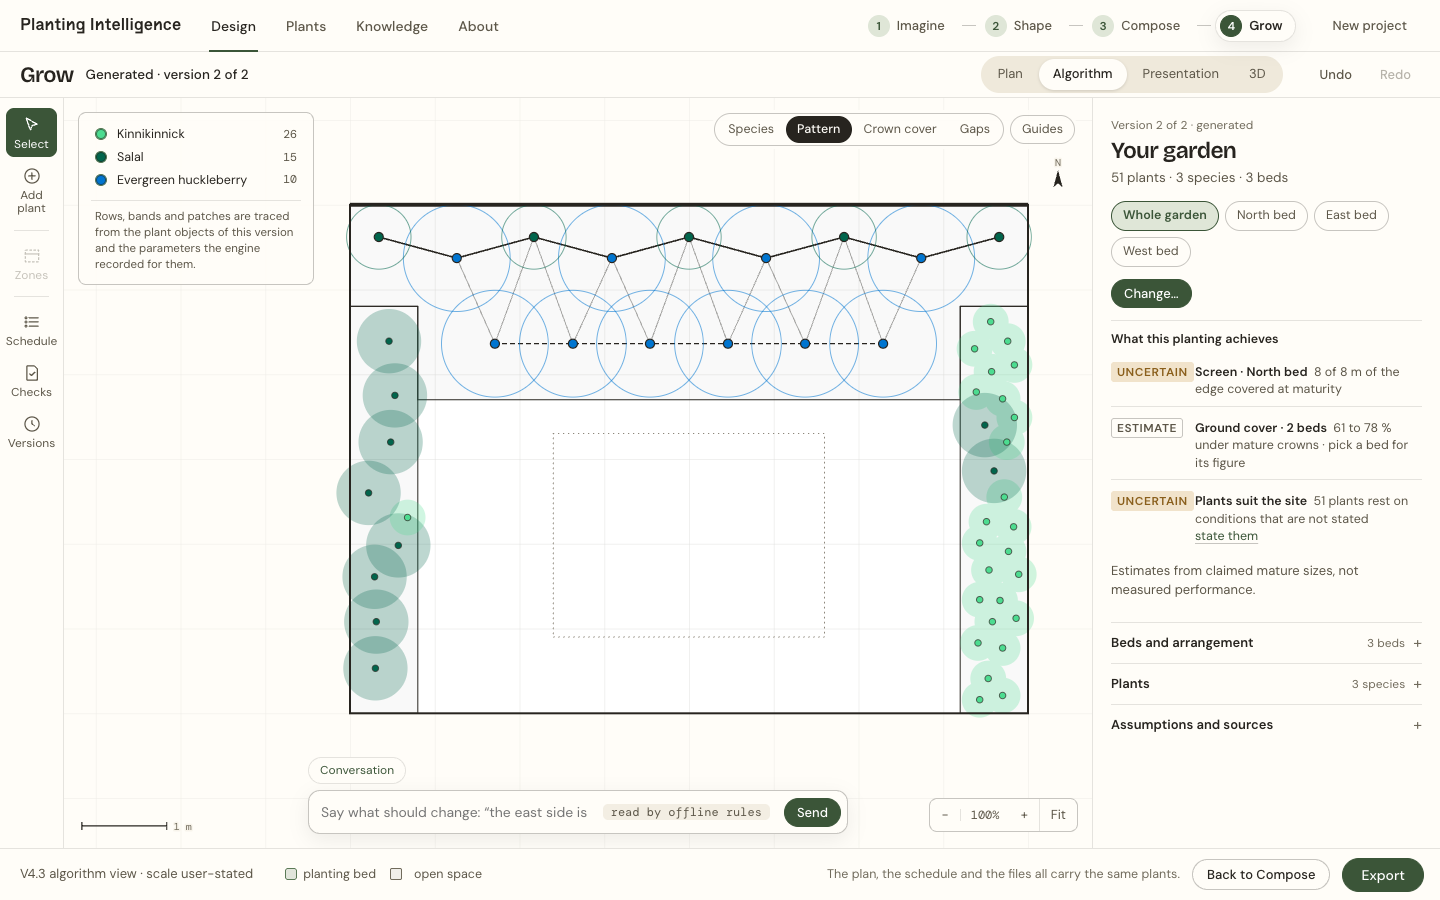 Planting Intelligence
Design
Plants
Knowledge
About
1 Imagine
2 Shape
3 Compose
4 Grow
New project
Grow
Generated · version 2 of 2
Plan
Algorithm
Presentation
3D
Undo
Redo
Select
Add
plant
Zones
Schedule
Checks
Versions
Kinnikinnick 26
Salal 15
Evergreen huckleberry 10
Rows, bands and patches are traced
from the plant objects of this version
and the parameters the engine
recorded for them.
Species
Pattern
Crown cover
Gaps
Guides
N
Version 2 of 2 · generated
Your garden
51 plants · 3 species · 3 beds
Whole garden
North bed
East bed
West bed
Change...
What this planting achieves
UNCERTAIN Screen · North bed 8 of 8 m of the
edge covered at maturity
ESTIMATE Ground cover · 2 beds 61 to 78 %
under mature crowns · pick a bed for
its figure
UNCERTAIN Plants suit the site 51 plants rest on
conditions that are not stated
state them
Estimates from claimed mature sizes, not
measured performance.
Beds and arrangement 3 beds +
Plants 3 species +
Assumptions and sources +
Conversation
Say what should change: “the east side is
read by offline rules
Send
1 m
− 100% + Fit
V4.3 algorithm view · scale user-stated
planting bed
open space
The plan, the schedule and the files all carry the same plants.
Back to Compose
Export